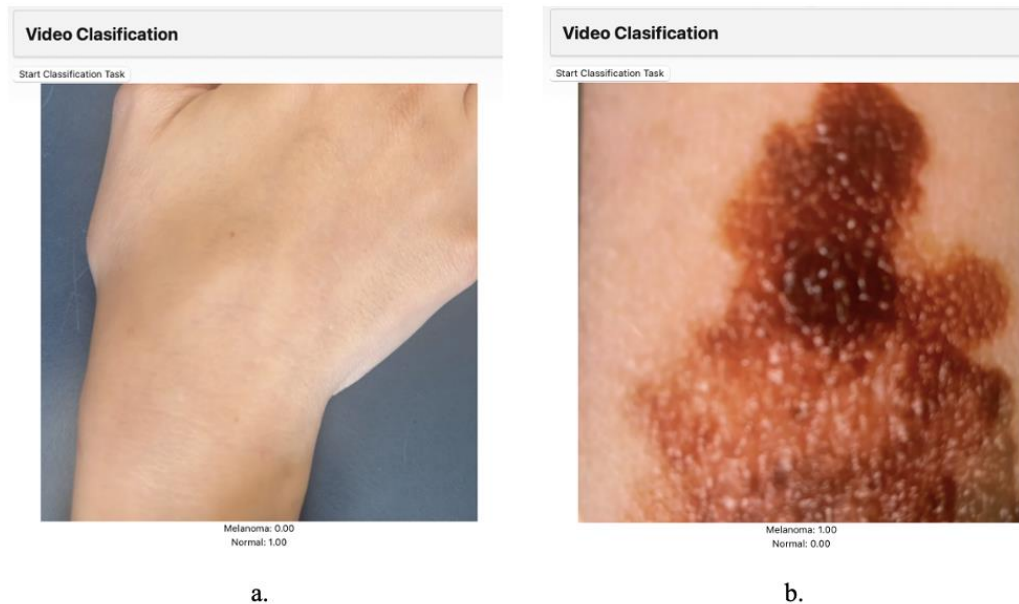 Video Clasification
Start Classification Task
Melanoma: 0.00
Normal: 1.00
a.
Video Clasification
Start Classification Task
Melanoma: 1.00
Normal: 0.00
b.